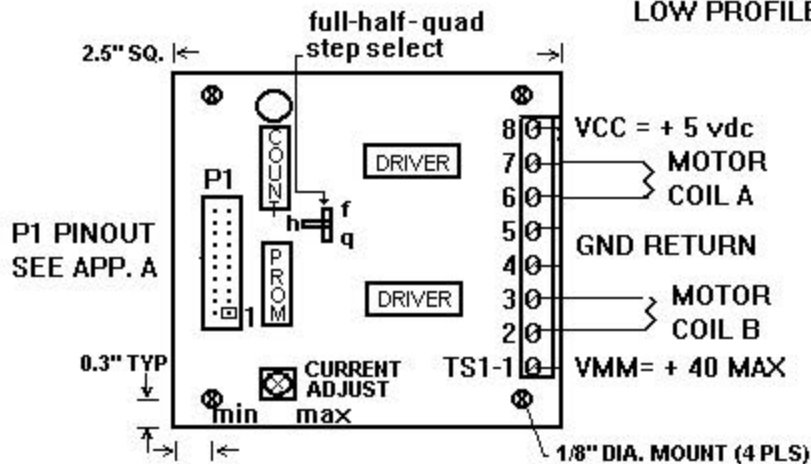 LOW PROFILE
full-half-quad
step select
2.5" SQ.
8 VCC = + 5 vdc
COUNT
DRIVER
7 MOTOR
P1
6 COIL A
f
h
q
5
P1 PINOUT
SEE APP. A
GND RETURN
4
PROM
DRIVER
3 MOTOR
1
2 COIL B
0.3" TYP
CURRENT
ADJUST
TS1-1 VMM= + 40 MAX
min max
1/8" DIA. MOUNT (4 PLS)